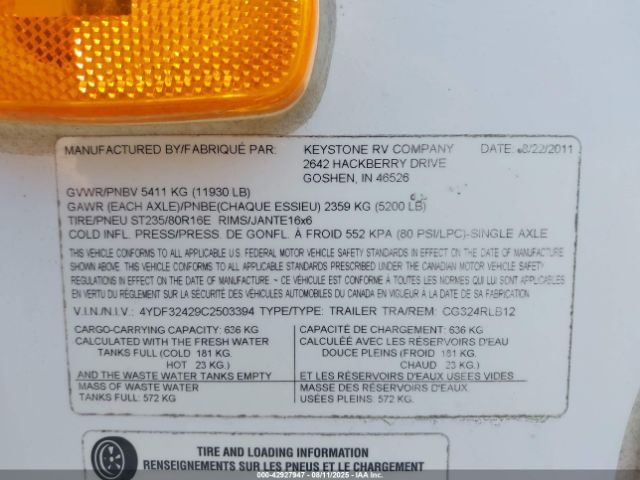 MANUFACTURED BY/FABRIQUÉ PAR: KEYSTONE RV COMPANY DATE: 8/22/2011
2642 HACKBERRY DRIVE
GOSHEN, IN 46526
GVWR/PNBV 5411 KG (11930 LB)
GAWR (EACH AXLE)/PNBE(CHAQUE ESSIEU) 2359 KG (5200 LB)
TIRE/PNEU ST235/80R16E RIMS/JANTE16x6
COLD INFL. PRESS/PRESS. DE GONFL. À FROID 552 KPA (80 PSI/LPC)-SINGLE AXLE
THIS VEHICLE CONFORMS TO ALL APPLICABLE U.S. FEDERAL MOTOR VEHICLE SAFETY STANDARDS IN EFFECT ON THE DATE OF MANUFACTURE
SHOWN ABOVE. THIS VEHICLE CONFORMS TO ALL APPLICABLE STANDARDS PRESCRIBED UNDER THE CANADIAN MOTOR VEHICLE SAFETY
REGULATIONS IN EFFECT ON THE DATE OF MANUFACTURE ~ CE VÉHICULE EST CONFORME À TOUTES LES NORMES QUI LUI SONT APPLICABLES
EN VERTU DU RÈGLEMENT SUR LA SÉCURITÉ DES VÉHICULES AUTOMOBILES DU CANADA EN VIGUEUR À LA DATE DE SA FABRICATION
V.I.N./N.I.V.: 4YDF32429C2503394 TYPE/TYPE: TRAILER TRA/REM: CG324RLB12
CARGO-CARRYING CAPACITY: 636 KG
CALCULATED WITH THE FRESH WATER
TANKS FULL (COLD 181 KG.
HOT 23 KG.)
AND THE WASTE WATER TANKS EMPTY
MASS OF WASTE WATER
TANKS FULL: 572 KG
CAPACITÉ DE CHARGEMENT: 636 KG
CALCULÉE AVEC LES RÉSERVOIRS D'EAU
DOUCE PLEINS (FROID 181 KG.
CHAUD 23 KG.)
ET LES RÉSERVOIRS D'EAUX USÉES VIDES
MASSE DES RÉSERVOIRS D'EAUX
USÉES PLEINS: 572 KG.
TIRE AND LOADING INFORMATION
RENSEIGNEMENTS SUR LES PNEUS ET LE CHARGEMENT
000-42927947 - 08/11/2025 - IAAI.COM